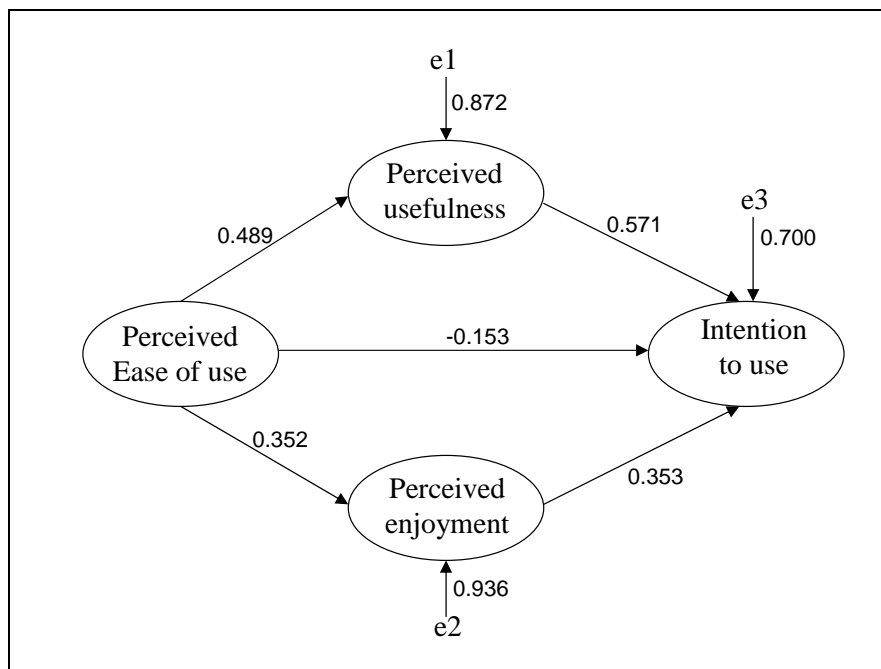 e1
0.872
Perceived
usefulness
e3
0.489
0.571
0.700
Perceived
Ease of use
-0.153
Intention
to use
0.352
0.353
Perceived
enjoyment
0.936
e2